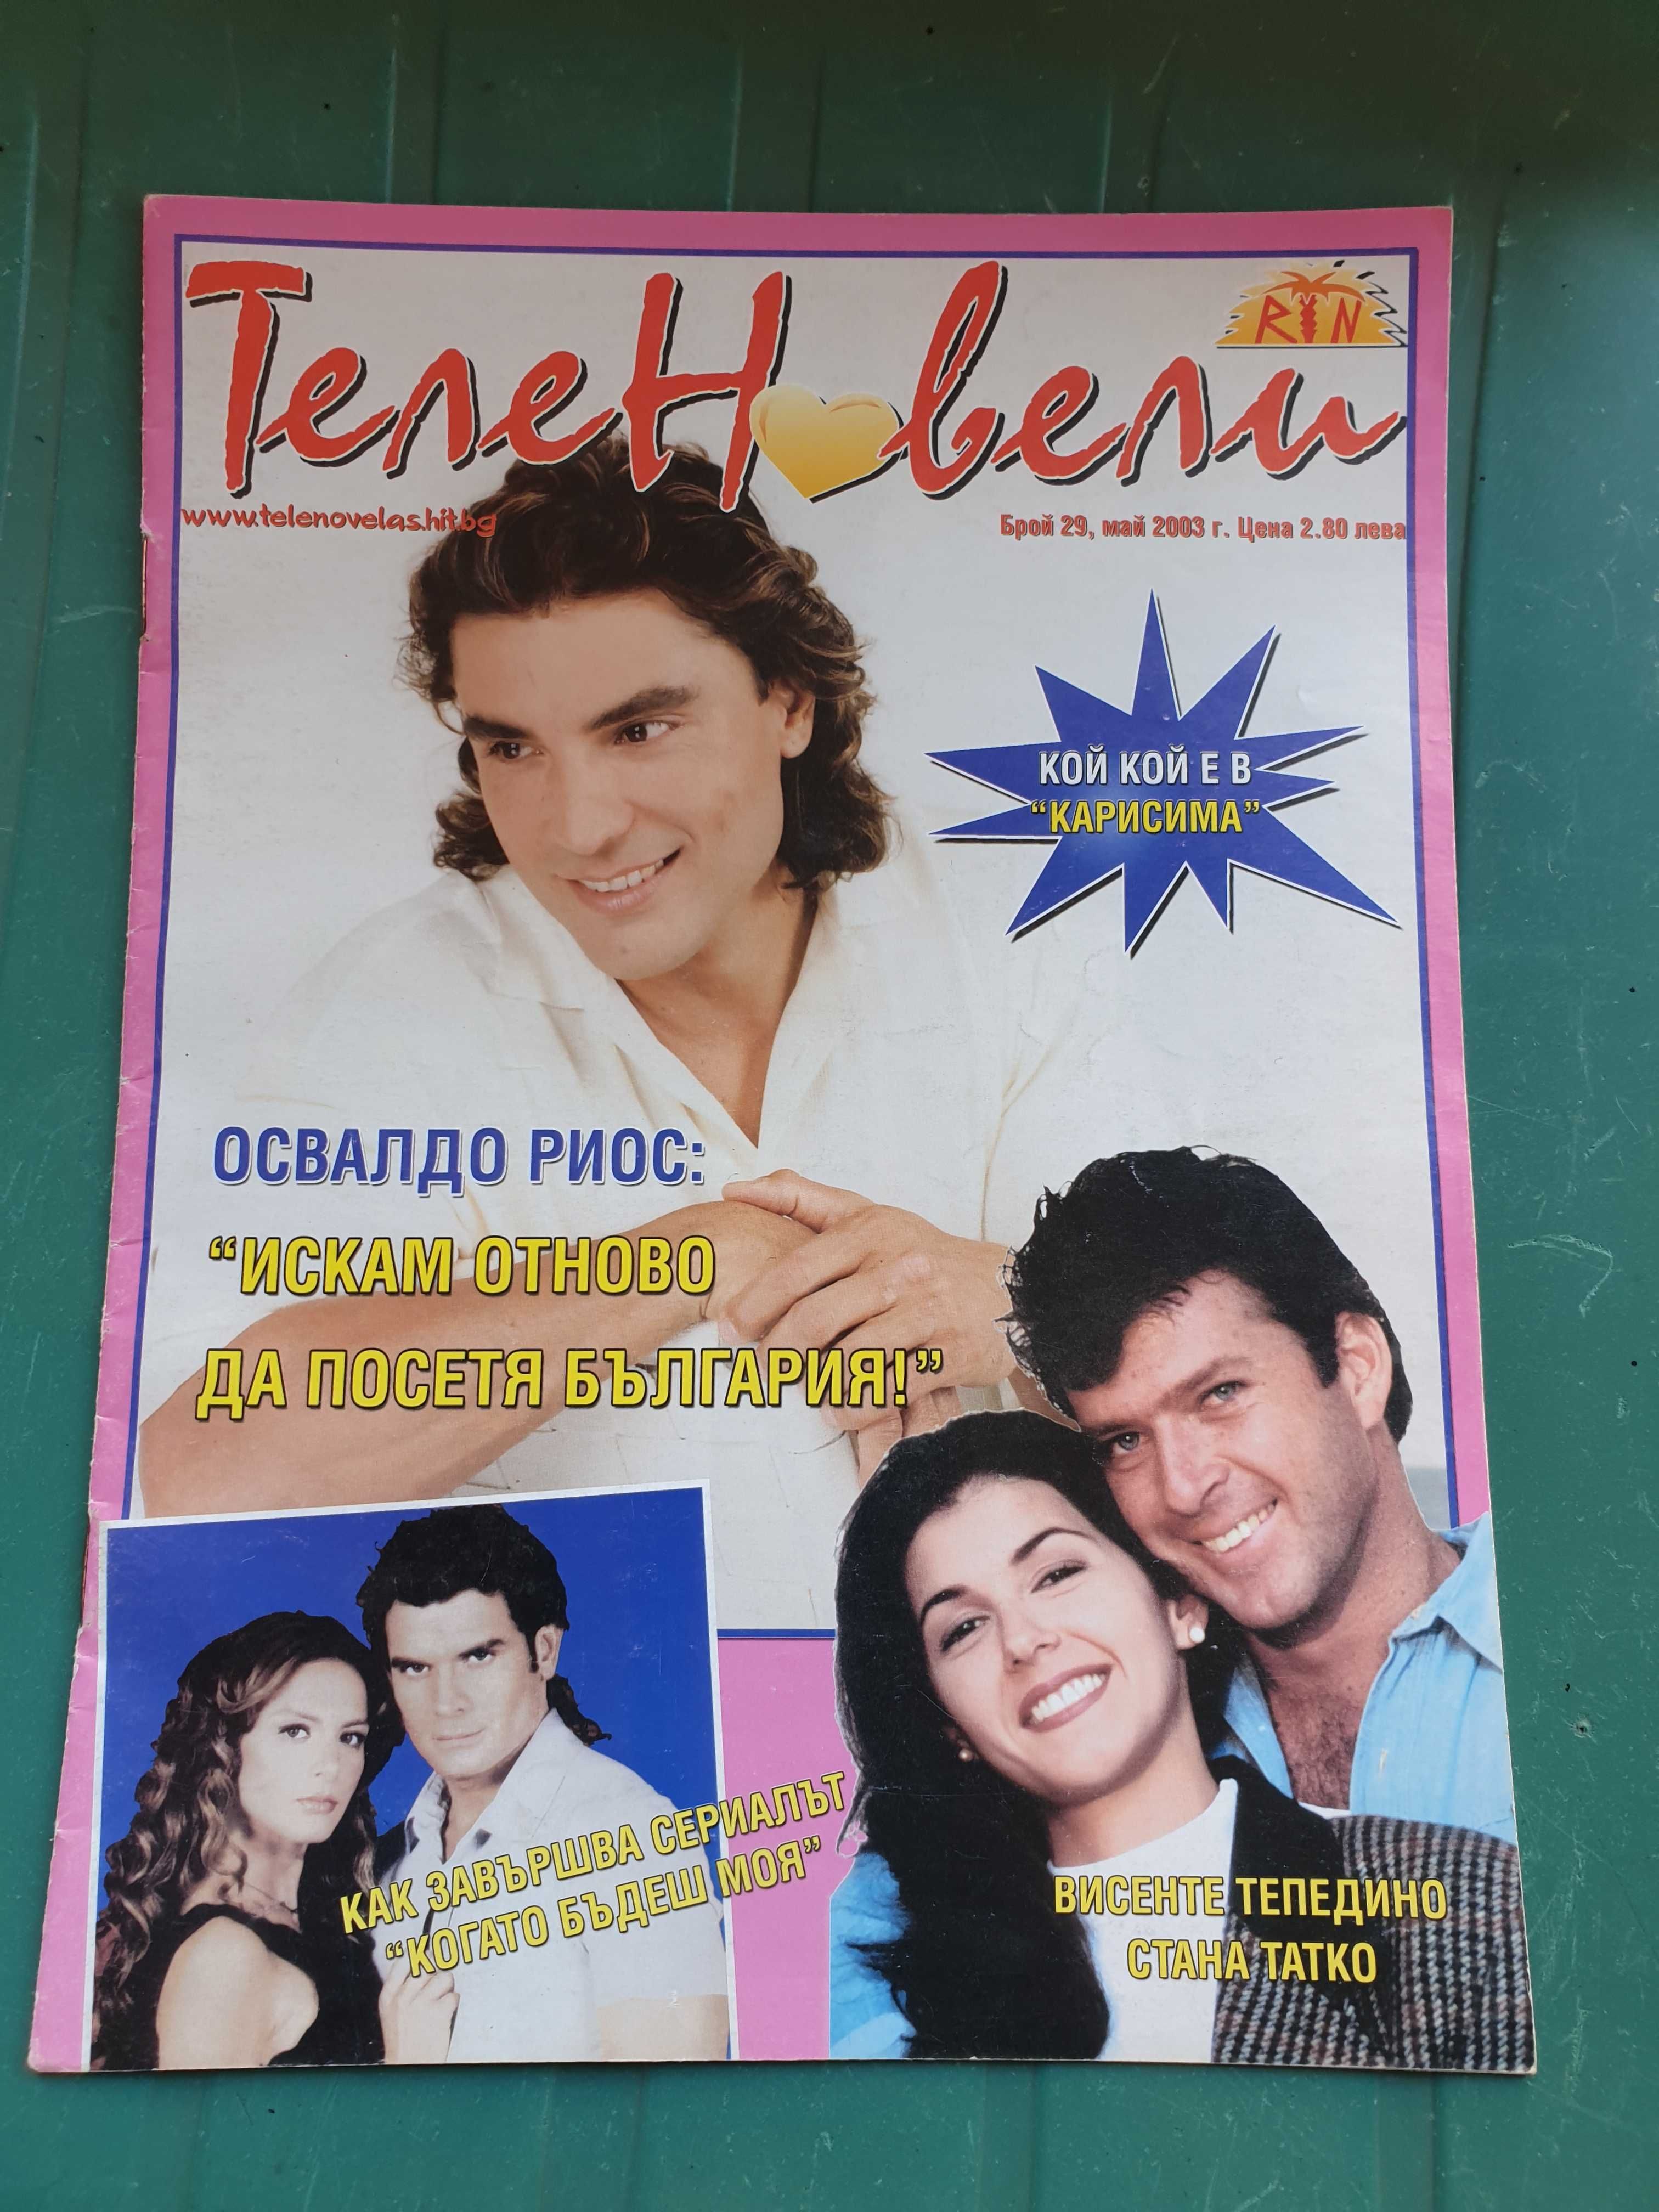 ТелеНовели
RIN
www.telenovelas.hit.bg
Брой 29, май 2003 г. Цена 2.80 лева
КОЙ КОЙ Е В
“КАРИСИМА”
ОСВАЛДО РИОС:
“ИСКАМ ОТНОВО
ДА ПОСЕТЯ БЪЛГАРИЯ!”
КАК ЗАВЪРШВА СЕРИАЛЪТ
“КОГАТО БЪДЕШ МОЯ”
ВИСЕНТЕ ТЕПЕДИНО
СТАНА ТАТКО